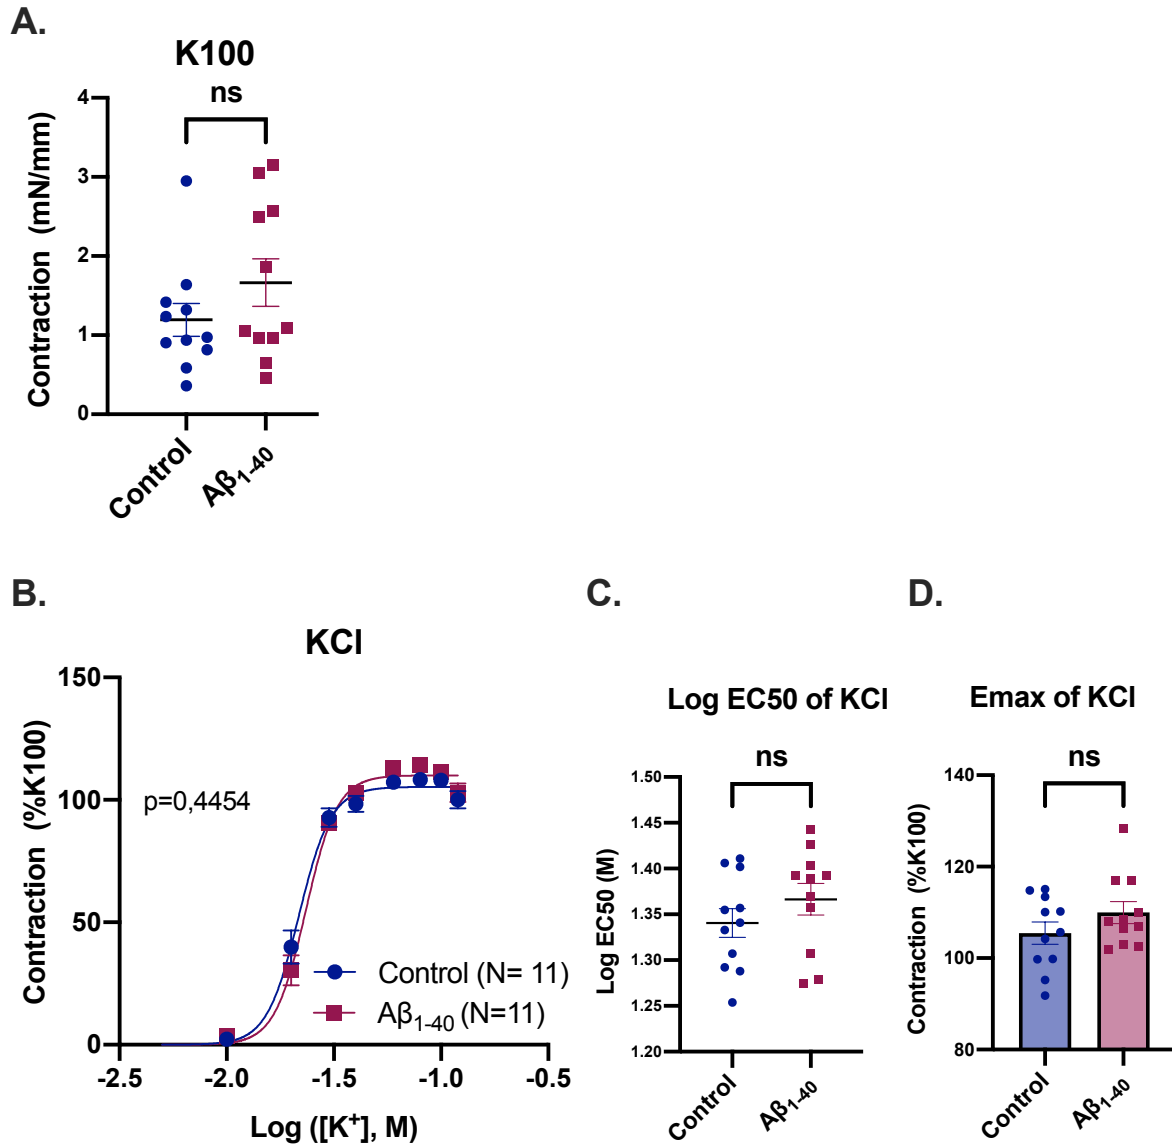 A.
K100
ns
4
3
2
1
0
Contraction (mN/mm)
Control
Aβ₁₋₄₀
B.
KCl
150
100
50
0
Contraction (%K100)
p=0,4454
Control (N= 11)
Aβ₁₋₄₀ (N=11)
-2.5
-2.0
-1.5
-1.0
-0.5
Log ([K⁺], M)
C.
Log EC50 of KCl
ns
1.50
1.45
1.40
1.35
1.30
1.25
1.20
Log EC50 (M)
Control
Aβ₁₋₄₀
D.
Emax of KCl
ns
140
120
100
80
Contraction (%K100)
Control
Aβ₁₋₄₀